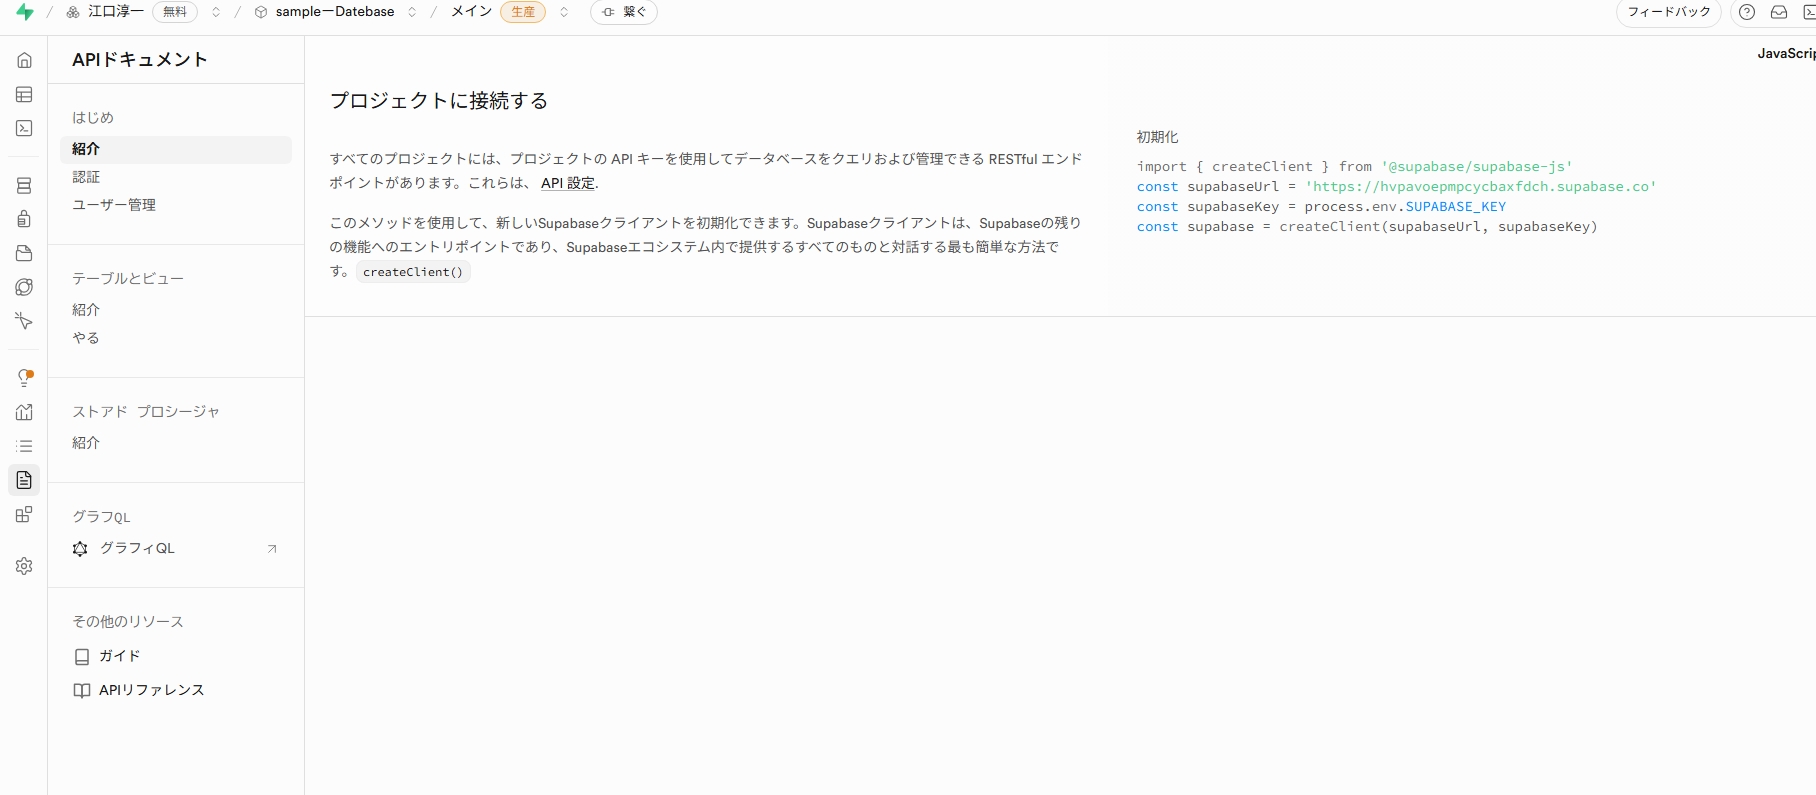 江口淳一 無料 sampleーDatebase メイン 生産 繋ぐ フィードバック
APIドキュメント
はじめ
紹介
認証
ユーザー管理
テーブルとビュー
紹介
やる
ストアド プロシージャ
紹介
グラフQL
グラフィQL
その他のリソース
ガイド
APIリファレンス
プロジェクトに接続する
すべてのプロジェクトには、プロジェクトの API キーを使用してデータベースをクエリおよび管理できる RESTful エンド
ポイントがあります。これらは、 API 設定.
このメソッドを使用して、新しいSupabaseクライアントを初期化できます。Supabaseクライアントは、Supabaseの残り
の機能へのエントリポイントであり、Supabaseエコシステム内で提供するすべてのものと対話する最も簡単な方法で
す。 createClient()
JavaScrip
初期化
import { createClient } from '@supabase/supabase-js'
const supabaseUrl = 'https://hvpavoepmpcycbaxfdch.supabase.co'
const supabaseKey = process.env.SUPABASE_KEY
const supabase = createClient(supabaseUrl, supabaseKey)